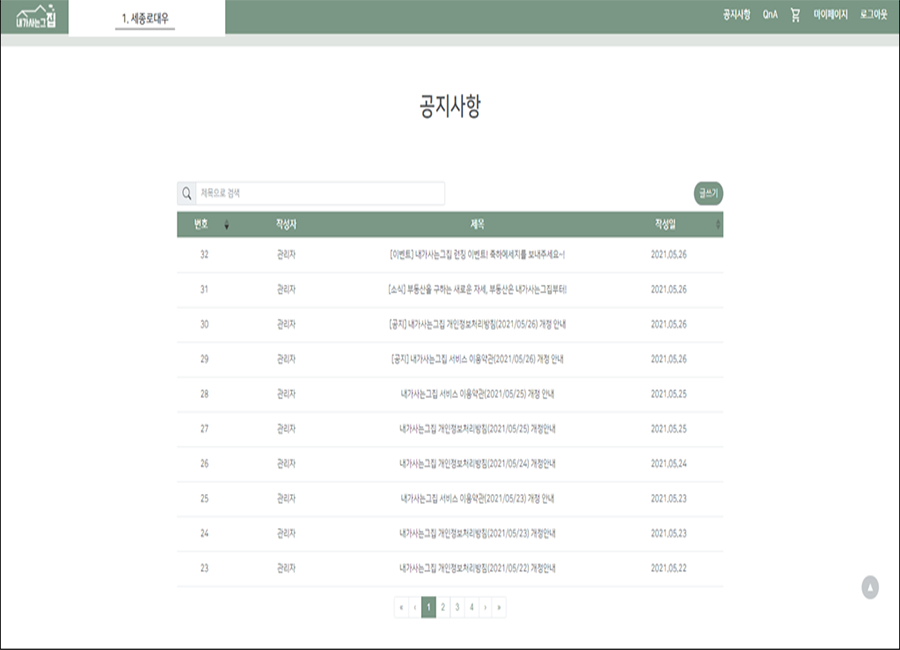 내가사는그집
1. 세종로대우
공지사항 QnA 마이페이지 로그아웃
공지사항
제목으로 검색
글쓰기
번호 작성자 제목 작성일
32 관리자 [이벤트] 내가사는그집 런칭 이벤트! 축하메세지를 보내주세요~! 2021.05.26
31 관리자 [소식] 부동산을 구하는 새로운 자세, 부동산은 내가사는그집부터! 2021.05.26
30 관리자 [공지] 내가사는그집 개인정보처리방침(2021/05/26) 개정 안내 2021.05.26
29 관리자 [공지] 내가사는그집 서비스 이용약관(2021/05/26) 개정 안내 2021.05.26
28 관리자 내가사는그집 서비스 이용약관(2021/05/25) 개정 안내 2021.05.25
27 관리자 내가사는그집 개인정보처리방침(2021/05/25) 개정안내 2021.05.25
26 관리자 내가사는그집 개인정보처리방침(2021/05/24) 개정안내 2021.05.24
25 관리자 내가사는그집 서비스 이용약관(2021/05/23) 개정 안내 2021.05.23
24 관리자 내가사는그집 개인정보처리방침(2021/05/23) 개정안내 2021.05.23
23 관리자 내가사는그집 개인정보처리방침(2021/05/22) 개정안내 2021.05.22
« ‹ 1 2 3 4 › »